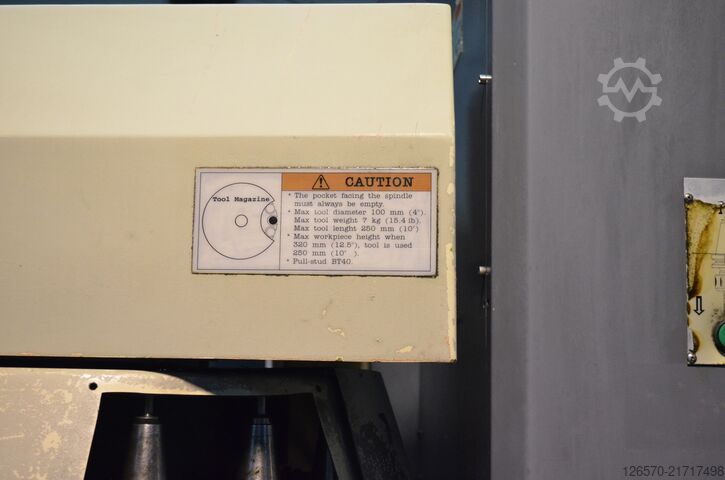 Tool Magazine
CAUTION
* The pocket facing the spindle
must always be empty.
* Max tool diameter 100 mm (4").
Max tool weight 7 kg (15.4 lb).
Max tool lenght 250 mm (10")
* Max workpiece height when
320 mm (12.5"), tool is used
250 mm (10" ).
* Pull-stud BT40.
126570-21717498